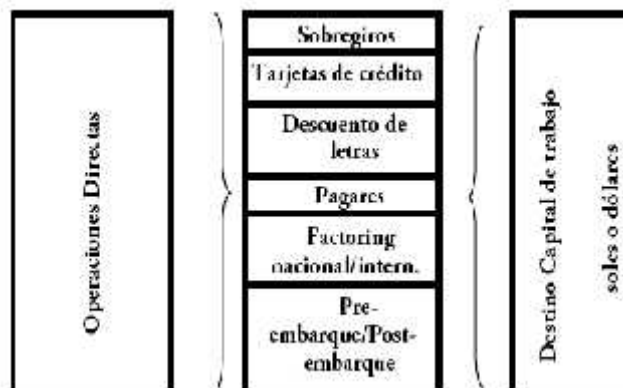 Operaciones Directas
Sobregiros
Tarjetas de crédito
Descuento de
letras
Pagares
Factoring
nacional/intern.
Pre-
embarque/Post-
embarque
Destino Capital de trabajo
soles o dólares